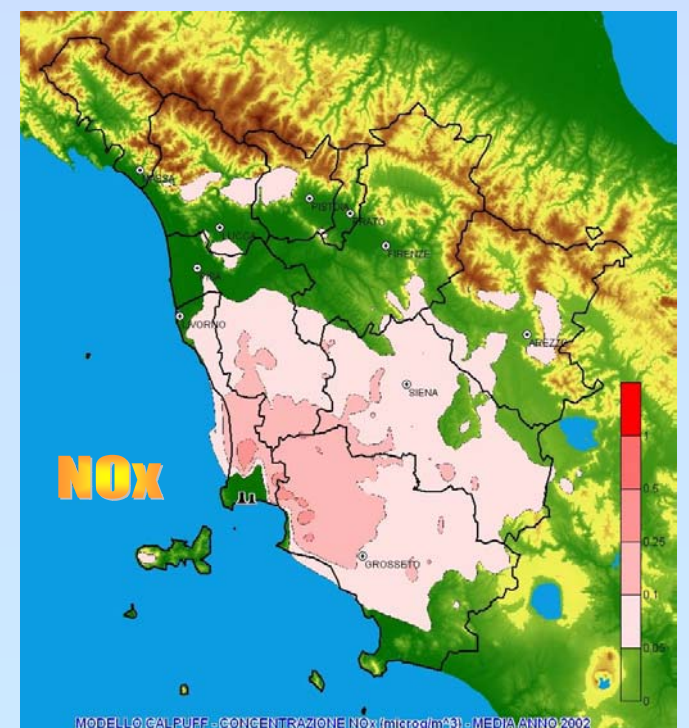 MASSA
PISTOIA
PRATO
LUCCA
FIRENZE
PISA
LIVORNO
AREZZO
SIENA
1
NOx
0.5
0.25
GROSSETO
0.1
0.05
0
MODELLO CALPUFF - CONCENTRAZIONE NOx (microg/m^3) - MEDIA ANNO 2002